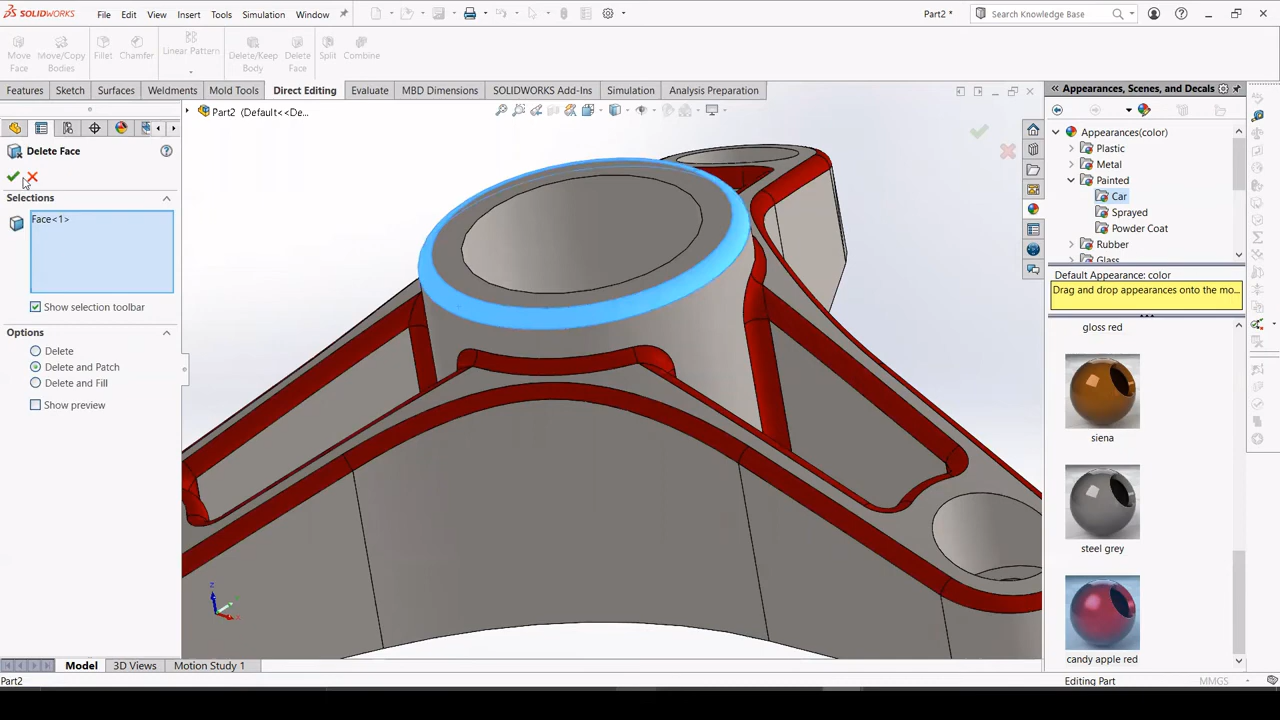 SOLIDWORKS File Edit View Insert Tools Simulation Window Part2 * Search Knowledge Base
Move Face Move/Copy Bodies Fillet Chamfer Linear Pattern Delete/Keep Body Delete Face Split Combine
Features Sketch Surfaces Weldments Mold Tools Direct Editing Evaluate MBD Dimensions SOLIDWORKS Add-Ins Simulation Analysis Preparation
Appearances, Scenes, and Decals
Part2 (Default<<De...
Delete Face
Selections
Face<1>
Show selection toolbar
Options
Delete
Delete and Patch
Delete and Fill
Show preview
Z
Appearances(color)
Plastic
Metal
Painted
Car
Sprayed
Powder Coat
Rubber
Glass
Default Appearance: color
Drag and drop appearances onto the mo...
gloss red
siena
steel grey
candy apple red
Model 3D Views Motion Study 1
Part2 Editing Part MMGS